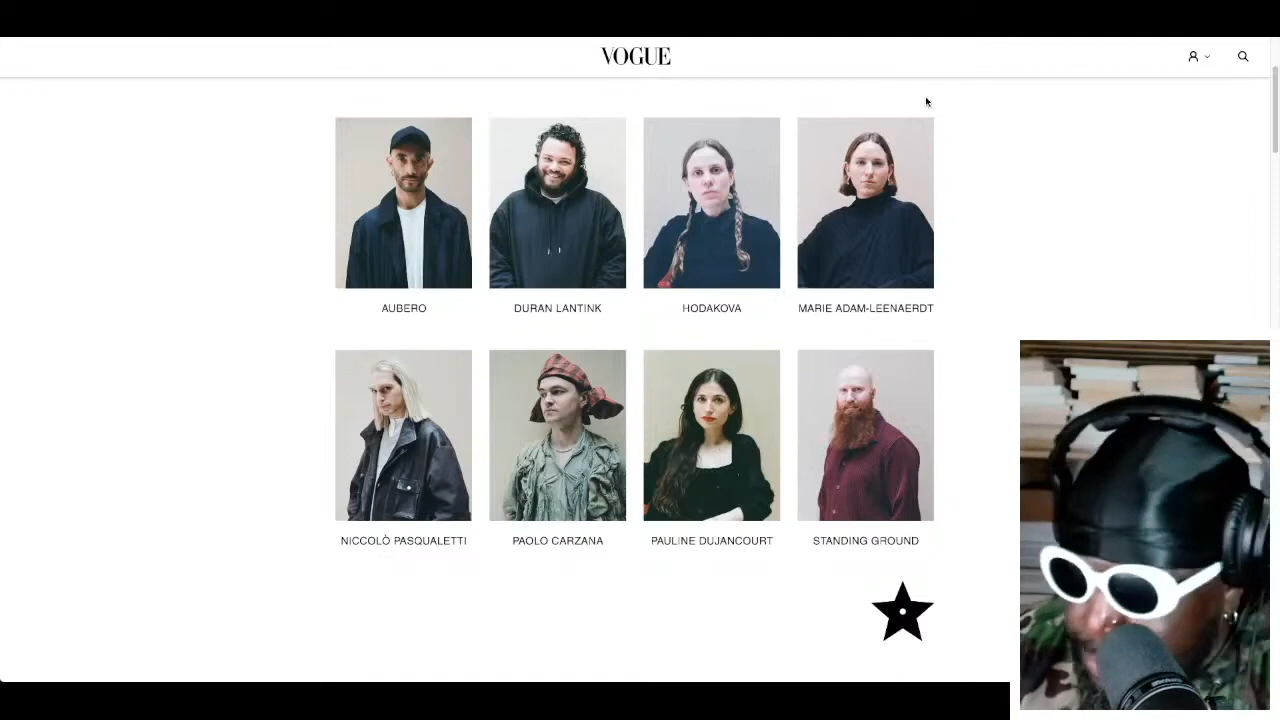 VOGUE
AUBERO
DURAN LANTINK
HODAKOVA
MARIE ADAM-LEENAERDT
NICCOLÒ PASQUALETTI
PAOLO CARZANA
PAULINE DUJANCOURT
STANDING GROUND